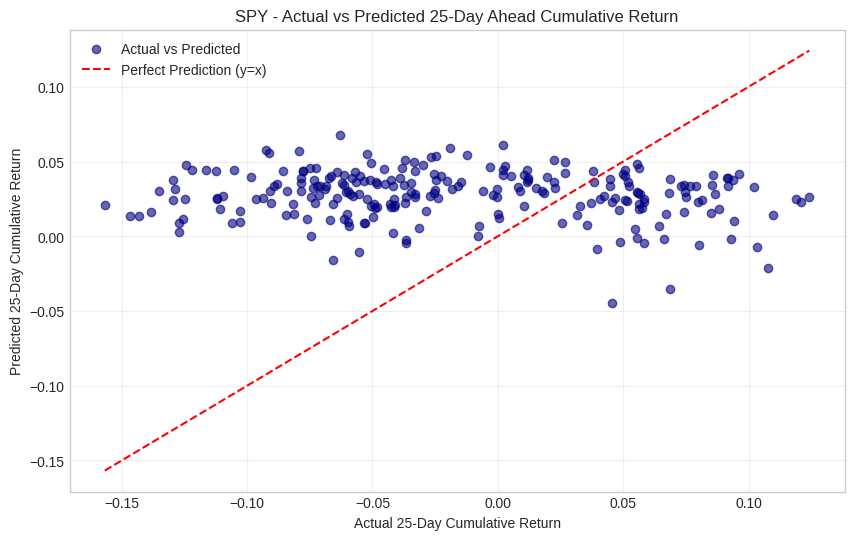 SPY - Actual vs Predicted 25-Day Ahead Cumulative Return
Actual vs Predicted
Perfect Prediction (y=x)
Predicted 25-Day Cumulative Return
0.10
0.05
0.00
−0.05
−0.10
−0.15
−0.15
−0.10
−0.05
0.00
0.05
0.10
Actual 25-Day Cumulative Return